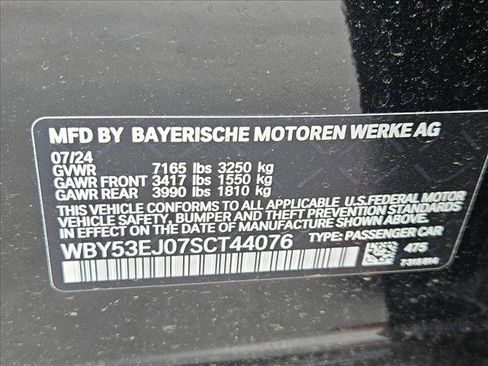 MFD BY BAYERISCHE MOTOREN WERKE AG
07/24
GVWR 7165 lbs 3250 kg
GAWR FRONT 3417 lbs 1550 kg
GAWR REAR 3990 lbs 1810 kg
THIS VEHICLE CONFORMS TO ALL APPLICABLE U.S.FEDERAL MOTOR
VEHICLE SAFETY, BUMPER AND THEFT PREVENTION STANDARDS
IN EFFECT ON THE DATE OF MANUFACTURE SHOWN ABOVE.
WBY53EJ07SCT44076 TYPE: PASSENGER CAR
475